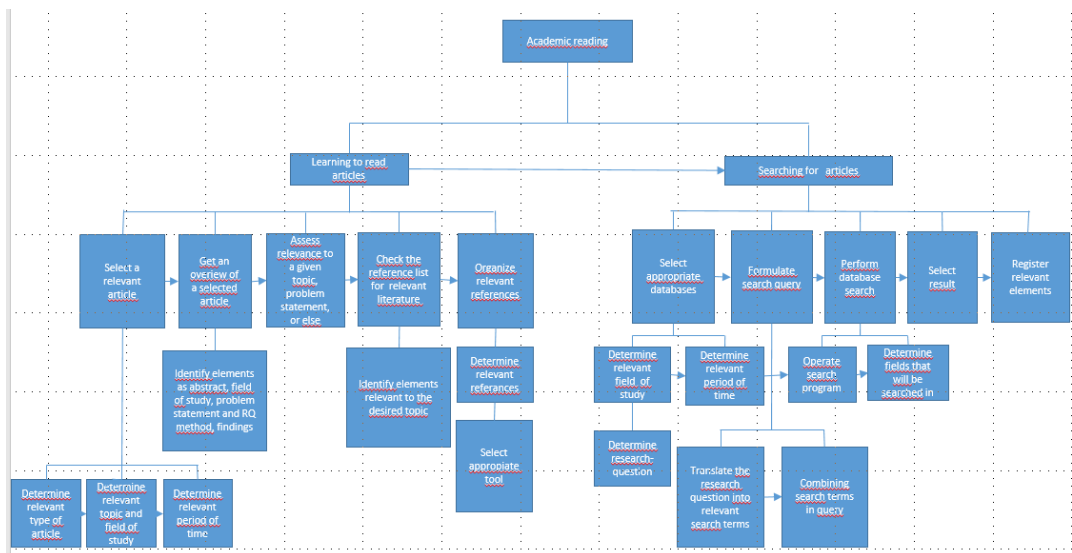 Academic reading
Learning to read
articles
Searching for articles
Select a
relevant
article
Get an
overview of
a selected
article
Assess
relevance to
a given
topic,
problem
statement,
or else
Check the
reference list
for relevant
literature
Organize
relevant
references
Select
appropriate
databases
Formulate
search query
Perform
database
search
Select
result
Register
relevant
elements
Identify elements
as abstract, field
of study, problem
statement and RQ
method, findings
Identify elements
relevant to the
desired topic
Determine
relevant
referances
Select
appropiate
tool
Determine
relevant
field of
study
Determine
relevant
period of
time
Operate
search
program
Determine
fields that
will be
searched in
Determine
research-
question
Translate the
research
question into
relevant
search terms
Combining
search terms
in query
Determine
relevant
type of
article
Determine
relevant
topic and
field of
study
Determine
relevant
period of
time